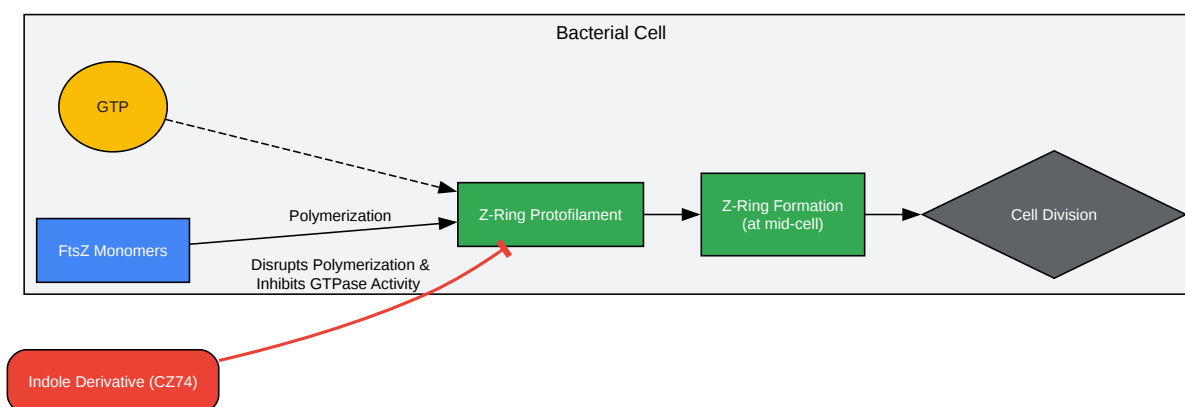 Bacterial Cell
GTP
Polymerization
Z-Ring Protofilament
Z-Ring Formation
(at mid-cell)
Cell Division
FtsZ Monomers
Disrupts Polymerization &
Inhibits GTPase Activity
Indole Derivative (CZ74)